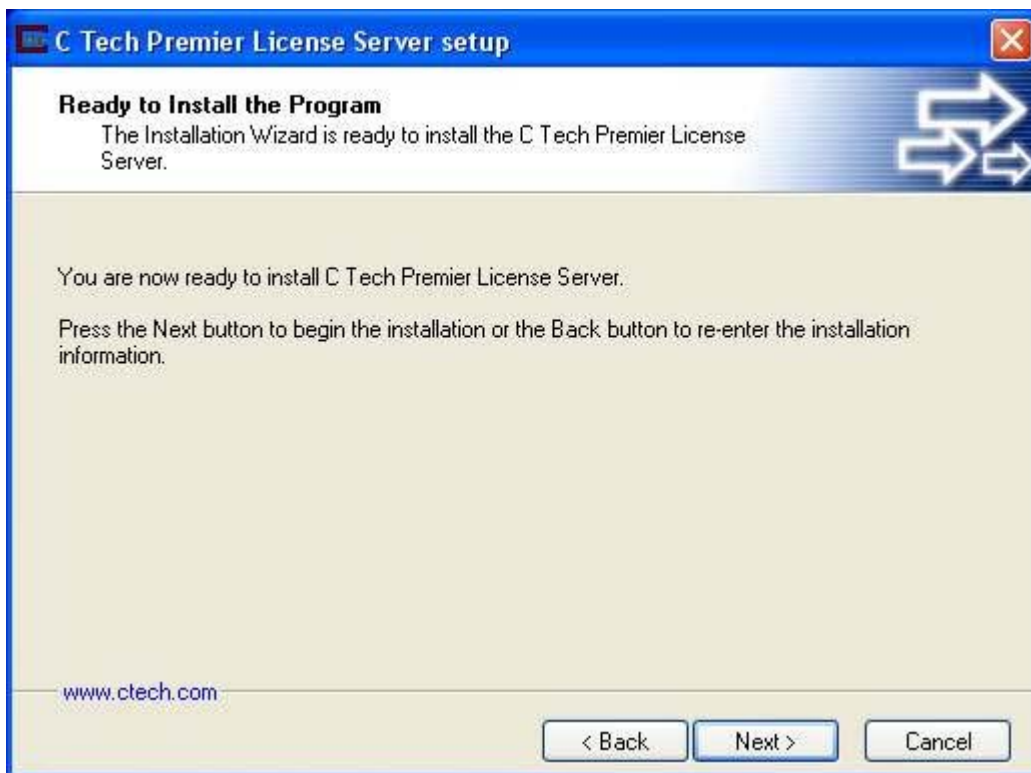 C Tech Premier License Server setup
Ready to Install the Program
The Installation Wizard is ready to install the C Tech Premier License
Server.
You are now ready to install C Tech Premier License Server.
Press the Next button to begin the installation or the Back button to re-enter the installation
information.
www.ctech.com
< Back Next > Cancel